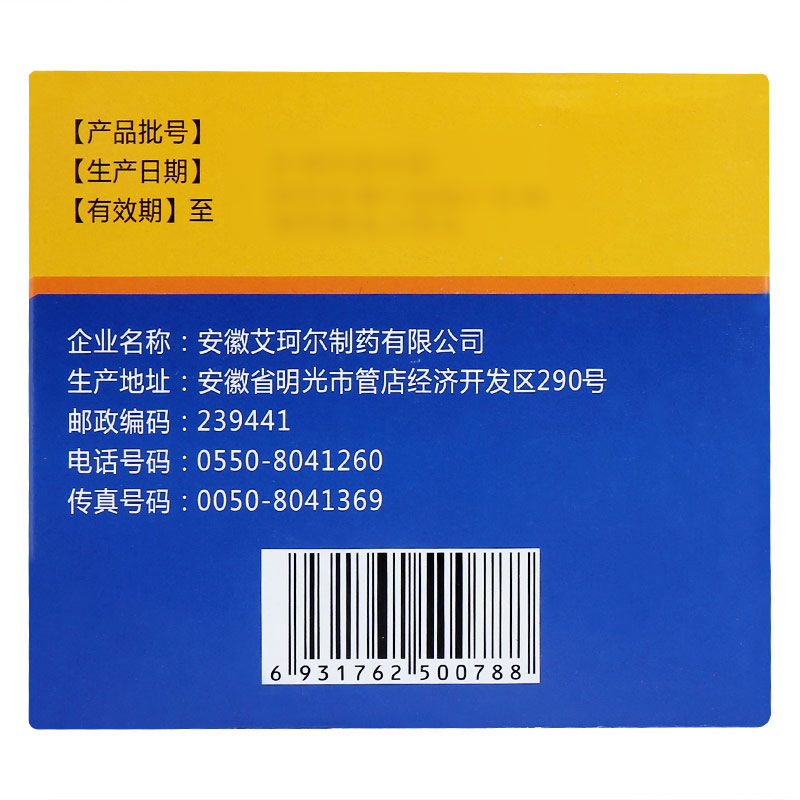 【产品批号】
【生产日期】
【有效期】至
企业名称：安徽艾珂尔制药有限公司
生产地址：安徽省明光市管店经济开发区290号
邮政编码：239441
电话号码：0550-8041260
传真号码：0050-8041369
6 931762 500788